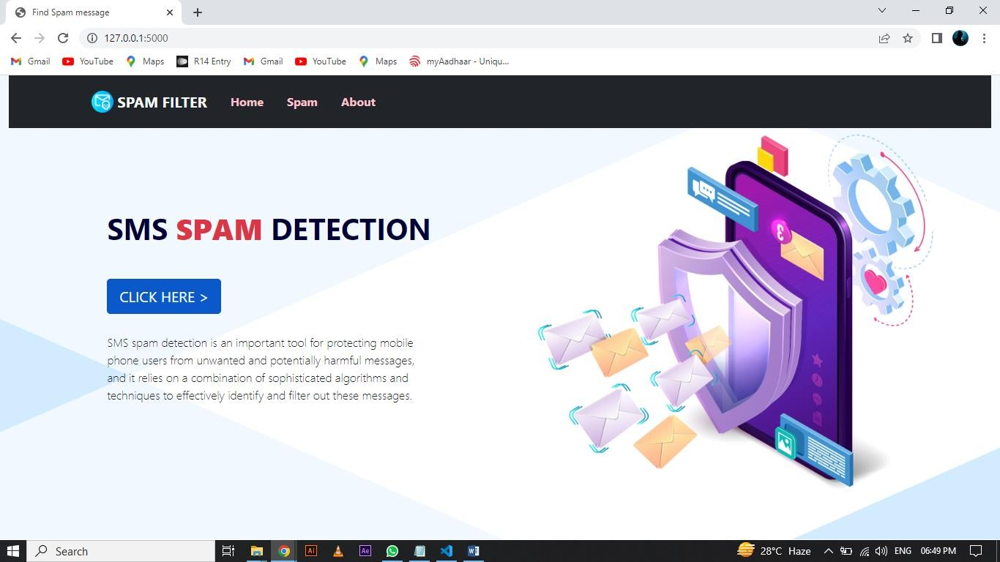 Find Spam message
127.0.0.1:5000
Gmail YouTube Maps R14 Entry Gmail YouTube Maps myAadhaar - Uniqu...
SPAM FILTER Home Spam About
SMS SPAM DETECTION
CLICK HERE >
SMS spam detection is an important tool for protecting mobile
phone users from unwanted and potentially harmful messages,
and it relies on a combination of sophisticated algorithms and
techniques to effectively identify and filter out these messages.
Search Ai Ae W 28°C Haze ENG 06:49 PM